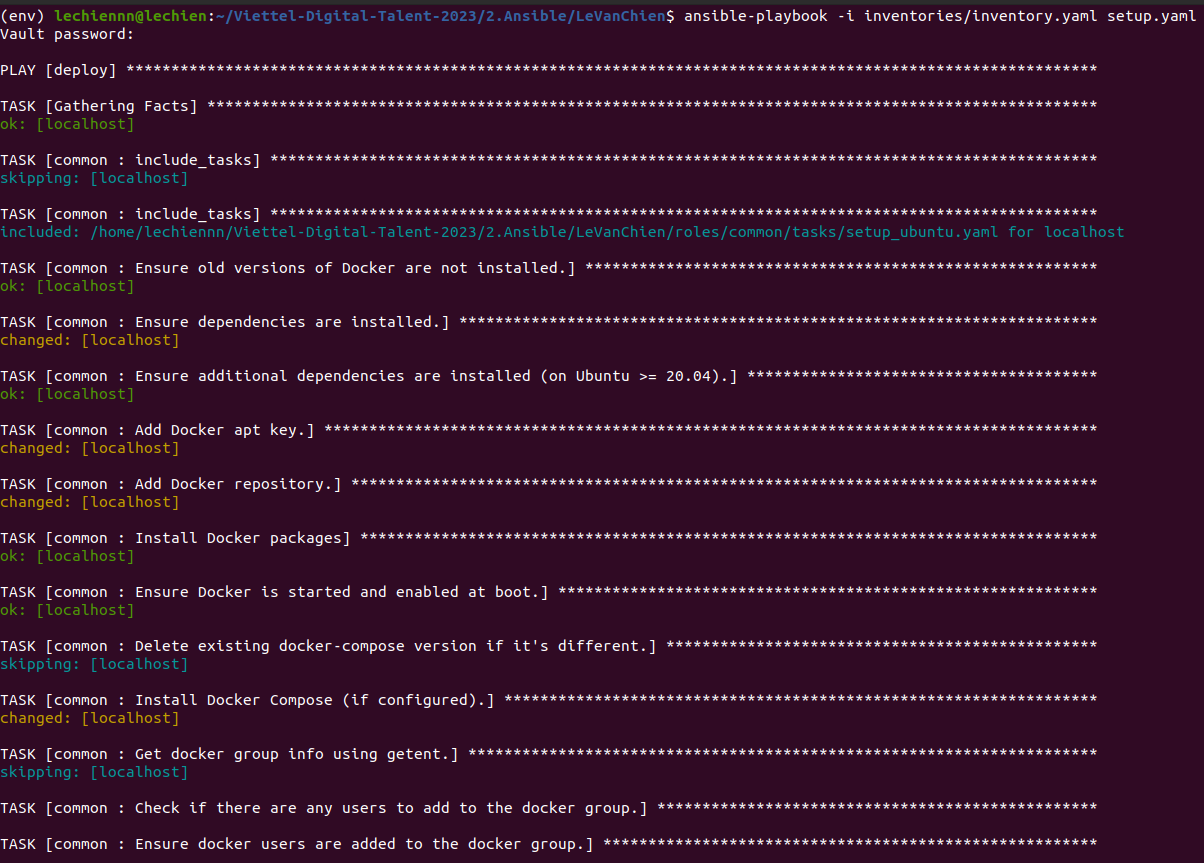 (env) lechiennn@lechien:~/Viettel-Digital-Talent-2023/2.Ansible/LeVanChien$ ansible-playbook -i inventories/inventory.yaml setup.yaml
Vault password:
PLAY [deploy] ************************************************************************************************************
TASK [Gathering Facts] ***************************************************************************************************
ok: [localhost]
TASK [common : include_tasks] ********************************************************************************************
skipping: [localhost]
TASK [common : include_tasks] ********************************************************************************************
included: /home/lechiennn/Viettel-Digital-Talent-2023/2.Ansible/LeVanChien/roles/common/tasks/setup_ubuntu.yaml for localhost
TASK [common : Ensure old versions of Docker are not installed.] *********************************************************
ok: [localhost]
TASK [common : Ensure dependencies are installed.] ***********************************************************************
changed: [localhost]
TASK [common : Ensure additional dependencies are installed (on Ubuntu >= 20.04).] ***************************************
ok: [localhost]
TASK [common : Add Docker apt key.] **************************************************************************************
changed: [localhost]
TASK [common : Add Docker repository.] ***********************************************************************************
changed: [localhost]
TASK [common : Install Docker packages] **********************************************************************************
ok: [localhost]
TASK [common : Ensure Docker is started and enabled at boot.] ************************************************************
ok: [localhost]
TASK [common : Delete existing docker-compose version if it's different.] ************************************************
skipping: [localhost]
TASK [common : Install Docker Compose (if configured).] ******************************************************************
changed: [localhost]
TASK [common : Get docker group info using getent.] **********************************************************************
skipping: [localhost]
TASK [common : Check if there are any users to add to the docker group.] *************************************************
TASK [common : Ensure docker users are added to the docker group.] *******************************************************